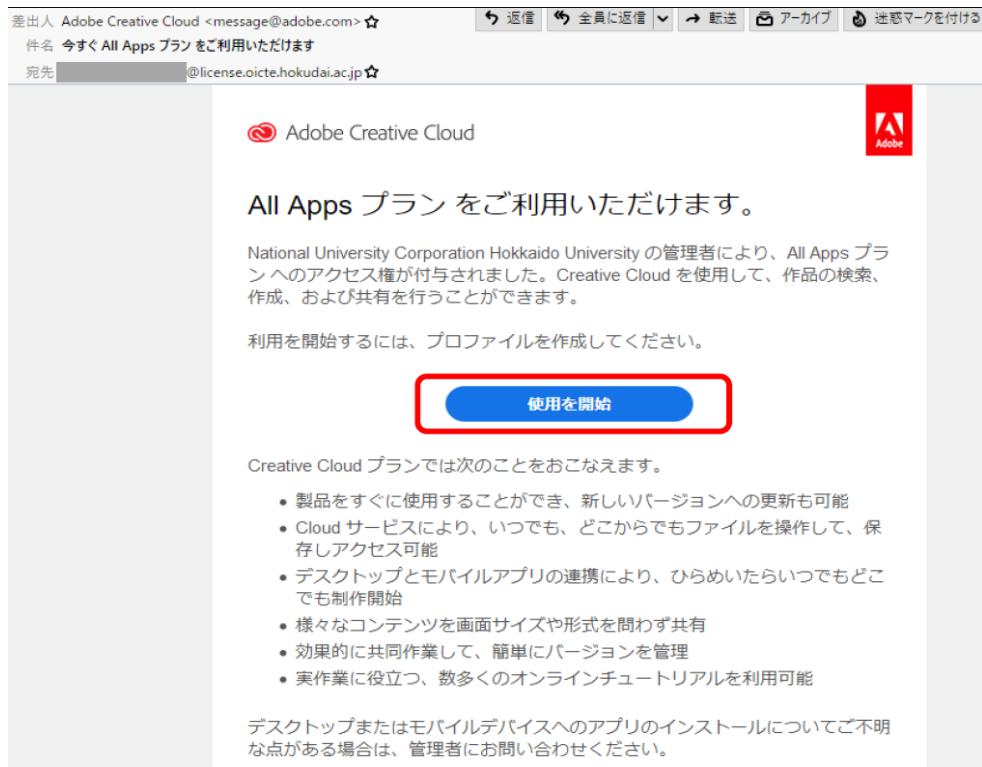 差出人 Adobe Creative Cloud <message@adobe.com>
返信 全員に返信 転送 アーカイブ 迷惑マークを付ける
件名 今すぐ All Apps プラン をご利用いただけます
宛先 @license.oicte.hokudai.ac.jp
Adobe Creative Cloud
Adobe
All Apps プラン をご利用いただけます。
National University Corporation Hokkaido University の管理者により、All Apps プラ
ン へのアクセス権が付与されました。Creative Cloud を使用して、作品の検索、
作成、および共有を行うことができます。
利用を開始するには、プロファイルを作成してください。
使用を開始
Creative Cloud プランでは次のことをおこなえます。
• 製品をすぐに使用することができ、新しいバージョンへの更新も可能
• Cloud サービスにより、いつでも、どこからでもファイルを操作して、保
存しアクセス可能
• デスクトップとモバイルアプリの連携により、ひらめいたらいつでもどこ
でも制作開始
• 様々なコンテンツを画面サイズや形式を問わず共有
• 効果的に共同作業して、簡単にバージョンを管理
• 実作業に役立つ、数多くのオンラインチュートリアルを利用可能
デスクトップまたはモバイルデバイスへのアプリのインストールについてご不明
な点がある場合は、管理者にお問い合わせください。